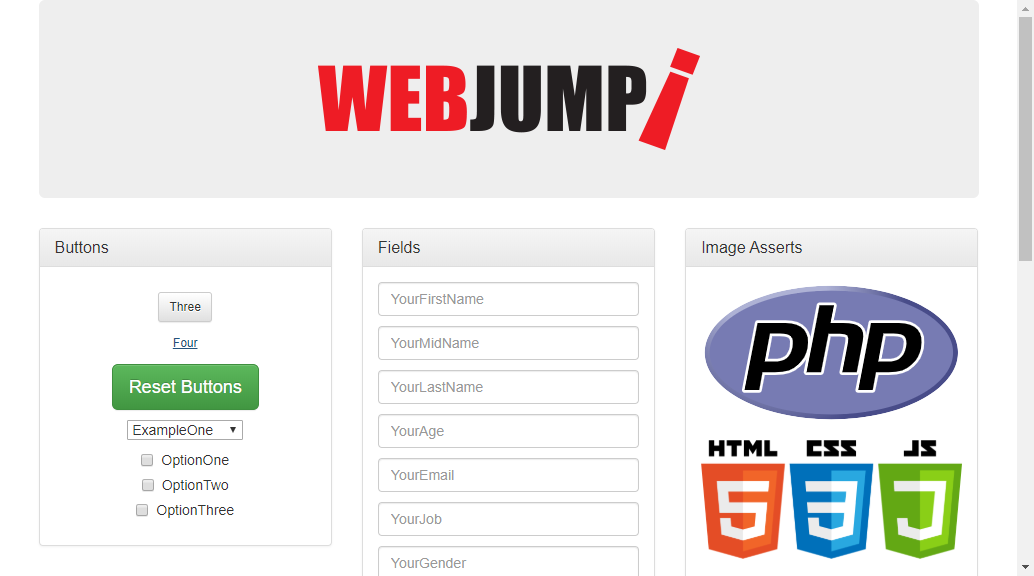 WEBJUMP!
Buttons
Three
Four
Reset Buttons
ExampleOne
OptionOne
OptionTwo
OptionThree
Fields
YourFirstName
YourMidName
YourLastName
YourAge
YourEmail
YourJob
YourGender
Image Asserts
php
HTML CSS JS
5 3 J